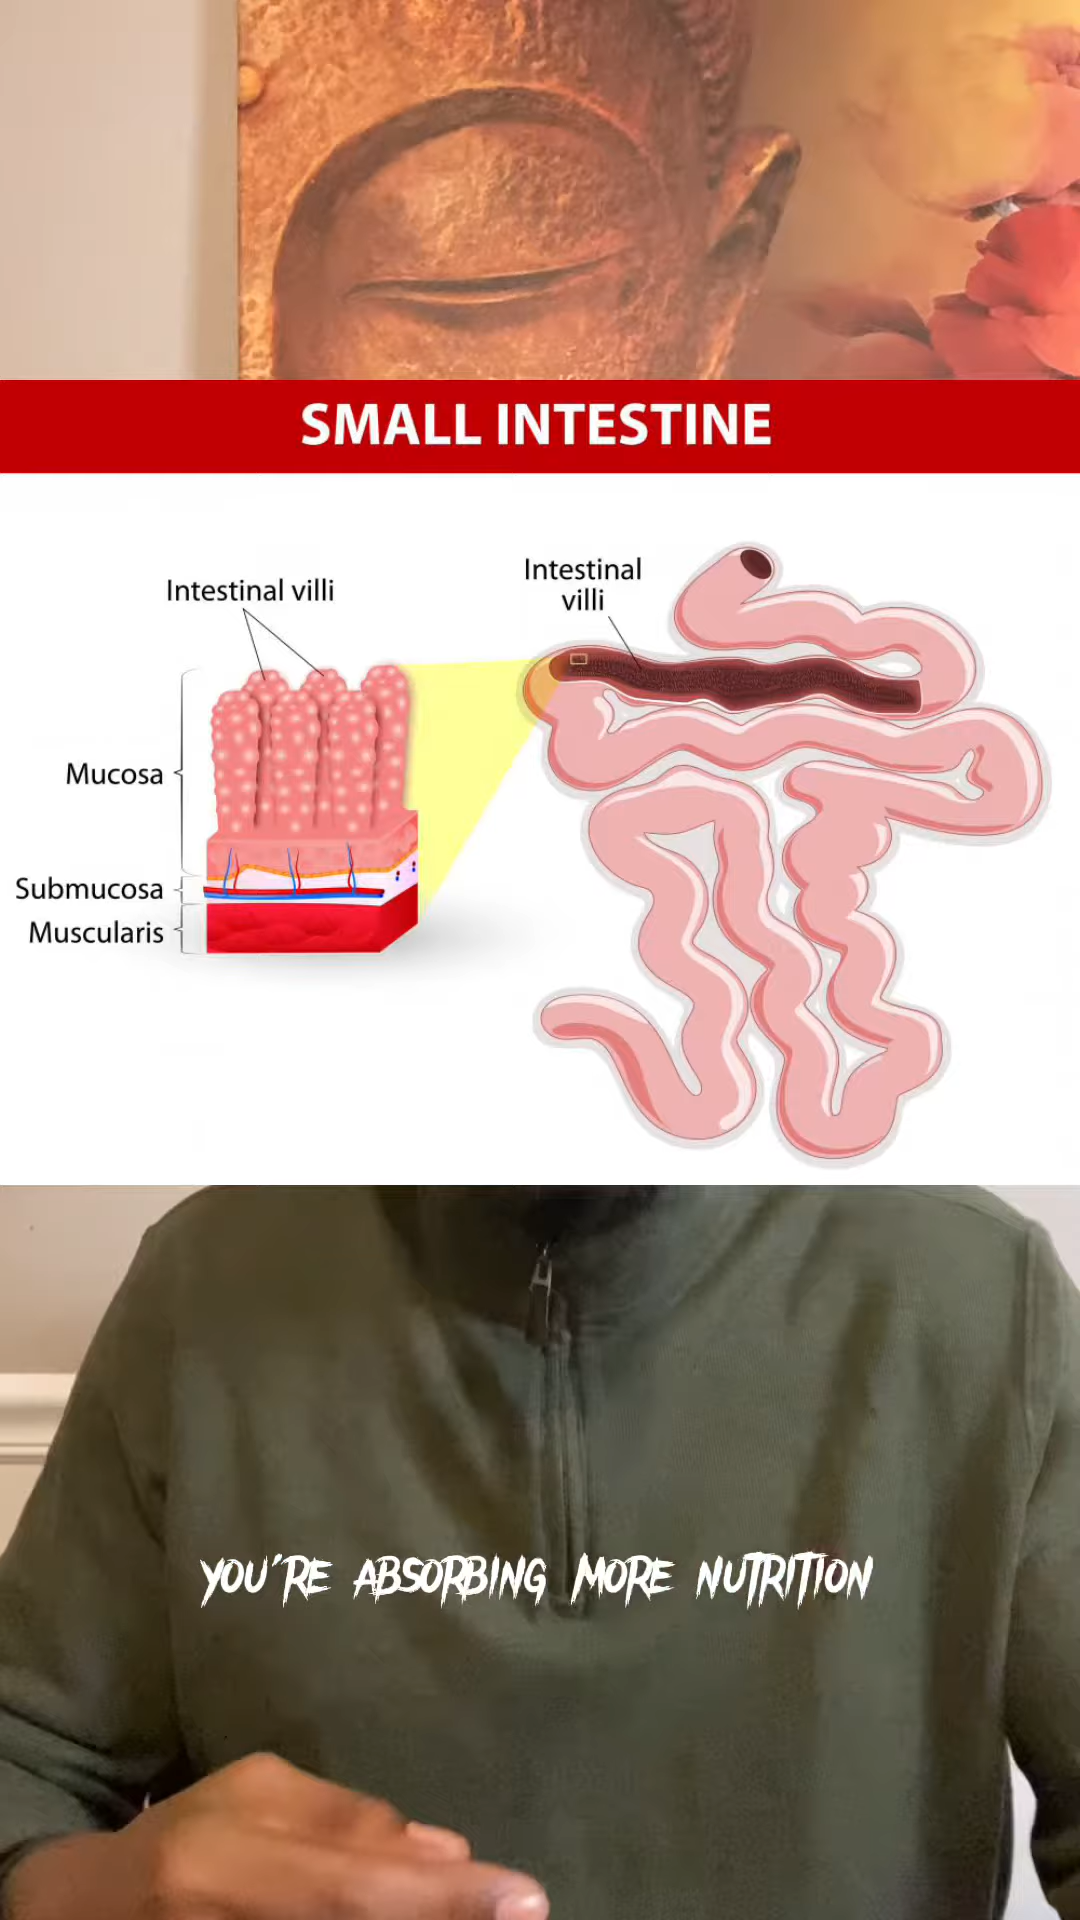 SMALL INTESTINE
Intestinal villi
Intestinal
villi
Mucosa
Submucosa
Muscularis
YOU'RE ABSORBING MORE NUTRITION